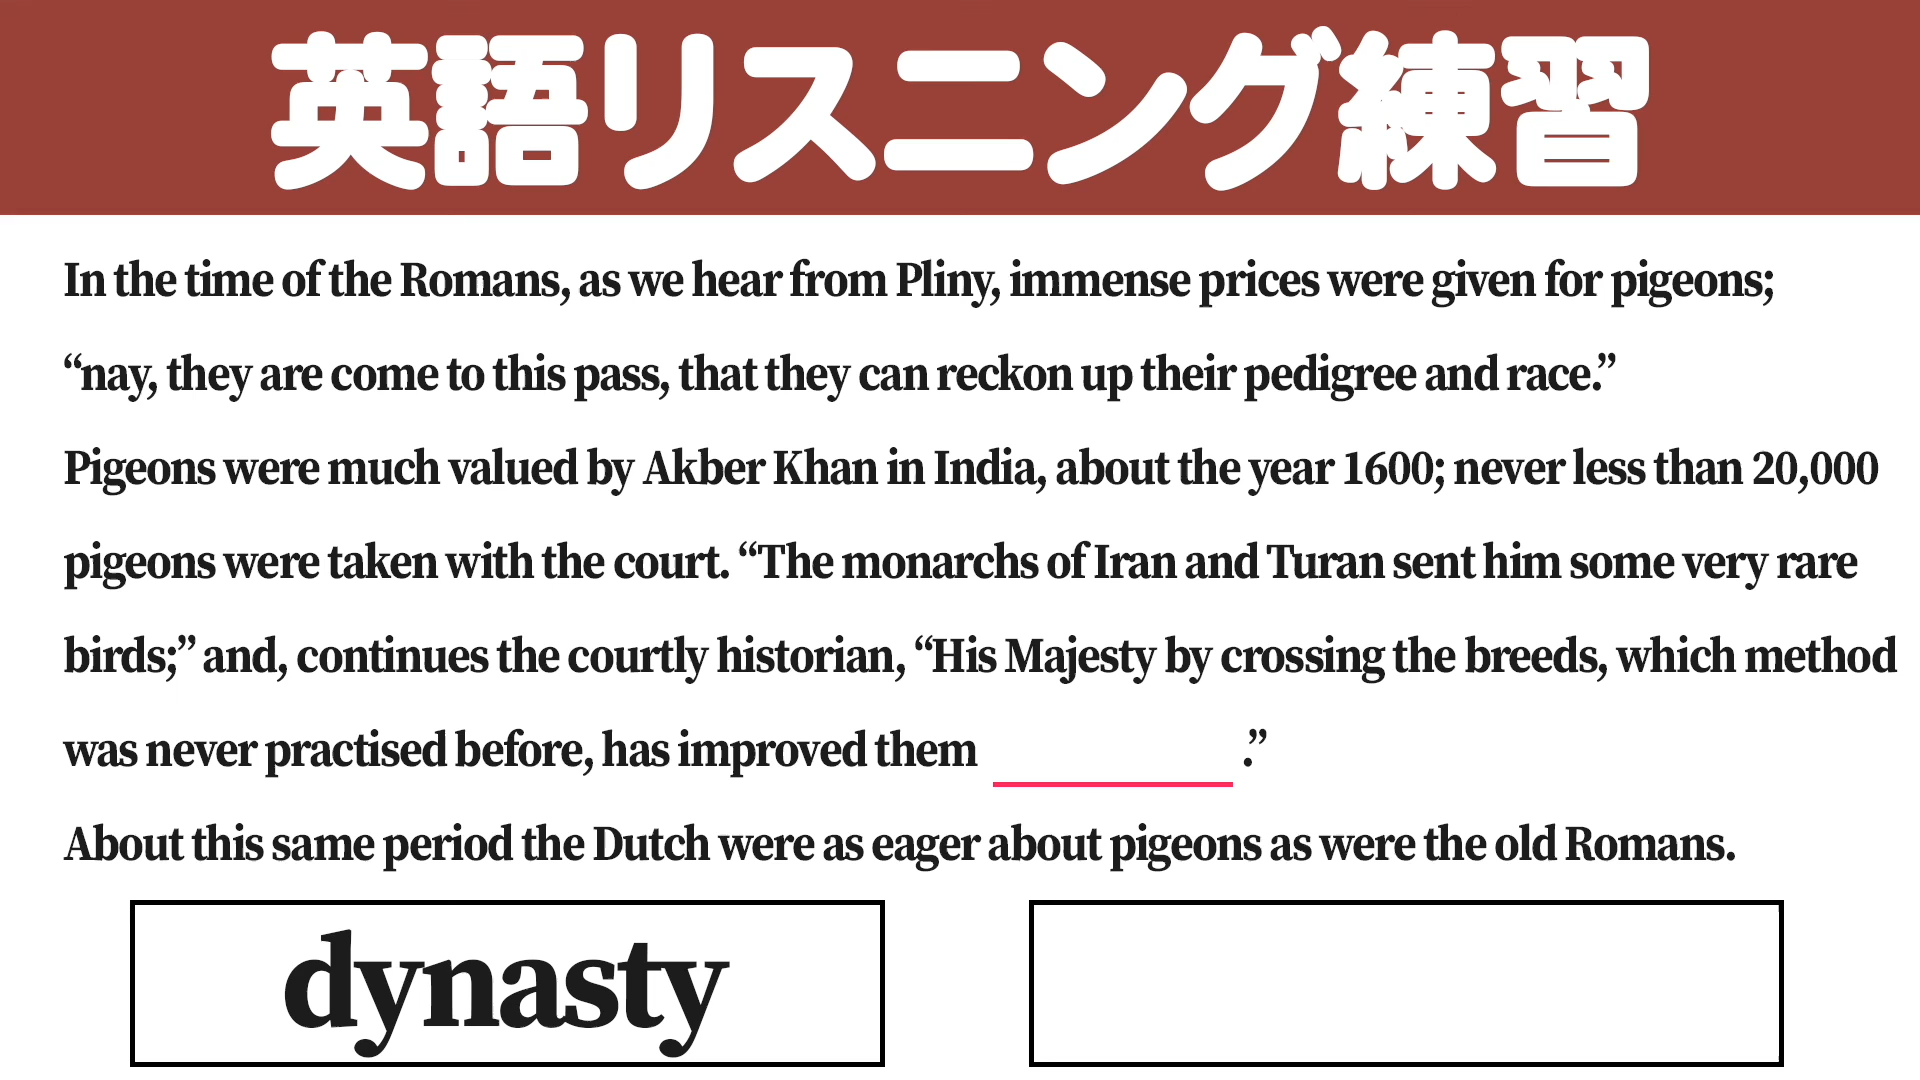 英語リスニング練習
In the time of the Romans, as we hear from Pliny, immense prices were given for pigeons;
“nay, they are come to this pass, that they can reckon up their pedigree and race.”
Pigeons were much valued by Akber Khan in India, about the year 1600; never less than 20,000
pigeons were taken with the court. “The monarchs of Iran and Turan sent him some very rare
birds;” and, continues the courtly historian, “His Majesty by crossing the breeds, which method
was never practised before, has improved them .”
About this same period the Dutch were as eager about pigeons as were the old Romans.
dynasty